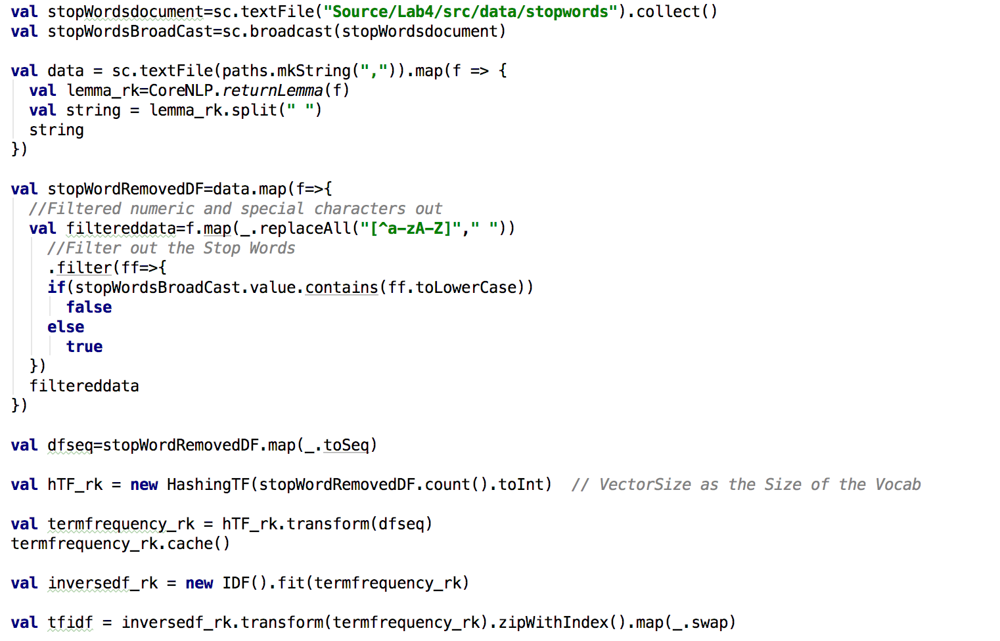 val stopWordsdocument=sc.textFile("Source/Lab4/src/data/stopwords").collect()
val stopWordsBroadCast=sc.broadcast(stopWordsdocument)

val data = sc.textFile(paths.mkString(",")).map(f => {
  val lemma_rk=CoreNLP.returnLemma(f)
  val string = lemma_rk.split(" ")
  string
})

val stopWordRemovedDF=data.map(f=>{
  //Filtered numeric and special characters out
  val filtereddata=f.map(_.replaceAll("[^a-zA-Z]"," "))
    //Filter out the Stop Words
    .filter(ff=>{
    if(stopWordsBroadCast.value.contains(ff.toLowerCase))
      false
    else
      true
  })
  filtereddata
})

val dfseq=stopWordRemovedDF.map(_.toSeq)

val hTF_rk = new HashingTF(stopWordRemovedDF.count().toInt)  // VectorSize as the Size of the Vocab

val termfrequency_rk = hTF_rk.transform(dfseq)
termfrequency_rk.cache()

val inversedf_rk = new IDF().fit(termfrequency_rk)

val tfidf = inversedf_rk.transform(termfrequency_rk).zipWithIndex().map(_.swap)